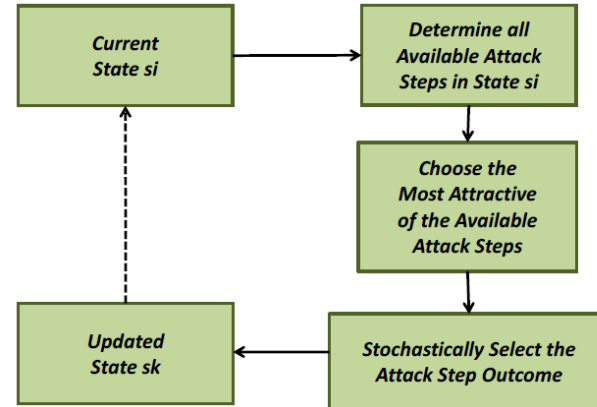 Current
State si
Determine all
Available Attack
Steps in State si
Choose the
Most Attractive
of the Available
Attack Steps
Stochastically Select the
Attack Step Outcome
Updated
State sk